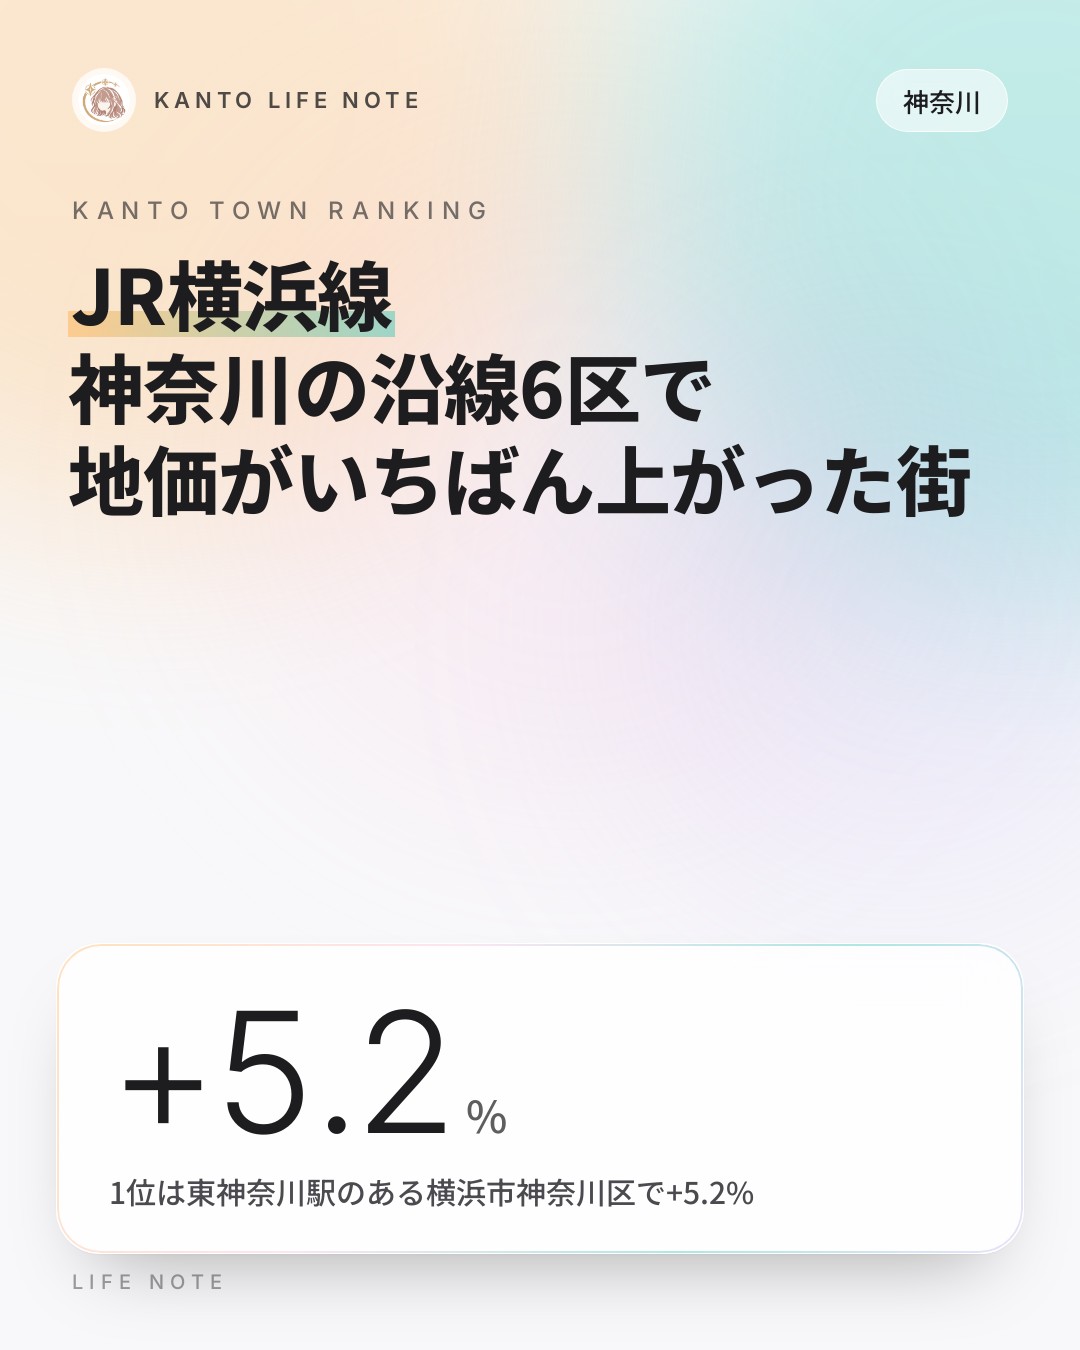 KANTO LIFE NOTE
神奈川
KANTO TOWN RANKING
JR横浜線
神奈川の沿線6区で
地価がいちばん上がった街
+5.2%
1位は東神奈川駅のある横浜市神奈川区で+5.2%
LIFE NOTE